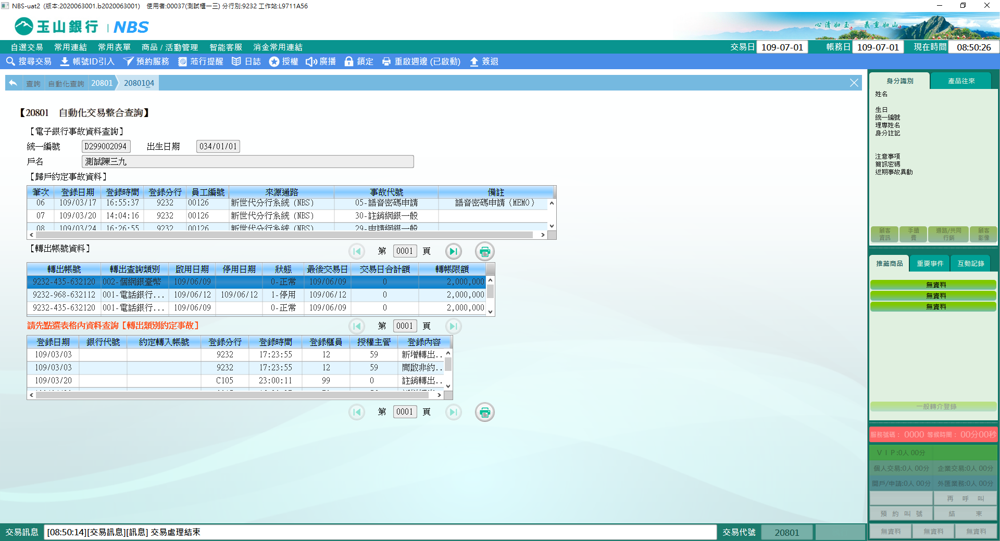 NBS-uat2 (版本:2020063001.b2020063001) 使用者:00037(測試櫃一三) 分行別:9232 工作站:L9711A56
玉山銀行 | NBS
心清如玉 義重如山
自選交易 常用連結 常用表單 商品 / 活動管理 智能客服 消金常用連結 交易日 109-07-01 帳務日 109-07-01 現在時間 08:50:26
搜尋交易 帳號ID引入 預約服務 蒞行提醒 日誌 授權 廣播 鎖定 重啟週邊 (已啟動) 簽退
查詢 自動化查詢 20801 2080104
【20801 自動化交易整合查詢】
【電子銀行事故資料查詢】
統一編號 D299002094 出生日期 034/01/01
戶名 測試陳三九
【歸戶約定事故資料】
筆次 登錄日期 登錄時間 登錄分行 員工編號 來源通路 事故代號 備註
06 109/03/17 16:55:37 9232 00126 新世代分行系統（NBS） 05-語音密碼申請 語音密碼申請（MEMO）
07 109/03/20 14:04:16 9232 00126 新世代分行系統（NBS） 30-註銷網銀一般
08 109/03/24 16:26:55 9232 00126 新世代分行系統（NBS） 29-申請網銀一般
【轉出帳號資料】
第 0001 頁
轉出帳號 轉出查詢類別 啟用日期 停用日期 狀態 最後交易日 交易日合計額 轉帳限額
9232-435-632120 002-個網銀臺幣 109/06/09 0-正常 109/06/09 0 2,000,000
9232-968-632112 001-電話銀行... 109/06/12 109/06/12 1-停用 109/06/12 0 2,000,000
9232-435-632120 001-電話銀行... 109/06/09 0-正常 109/06/09 0 2,000,000
請先點選表格內資料查詢【轉出類別約定事故】
第 0001 頁
登錄日期 銀行代號 約定轉入帳號 登錄分行 登錄時間 登錄櫃員 授權主管 登錄內容
109/03/03 9232 17:23:55 12 59 新增轉出..
109/03/03 9232 17:23:55 12 59 開啟非約..
109/03/20 C105 23:00:11 99 0 註銷轉出..
第 0001 頁
身分識別 產品往來
姓名
生日
統一編號
理專姓名
身分註記
注意事項
簡訊密碼
近期事故異動
顧客資訊 手續費 通路/共同行銷 顧客影像
推薦商品 重要事件 互動記錄
無資料
無資料
無資料
一般轉介登錄
服務號碼： 0000 等候時間： 00分00秒
ＶＩＰ:0人 00分
個人交易:0人 00分 企業交易:0人 00分
開戶/申請:0人 00分 外匯業務:0人 00分
再 呼 叫
預 約 叫 號 結 束
無資料 無資料 無資料
交易訊息 [08:50:14][交易訊息][訊息] 交易處理結束 交易代號 20801